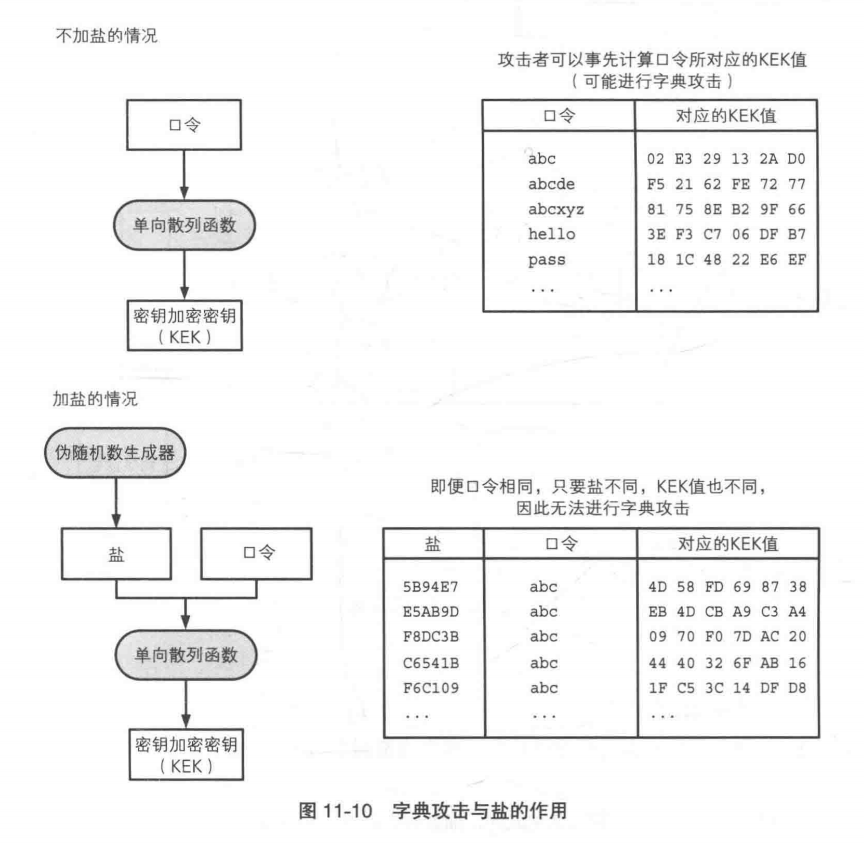 不加盐的情况
口令
单向散列函数
密钥加密密钥
（KEK）
攻击者可以事先计算口令所对应的KEK值
（可能进行字典攻击）
口令 对应的KEK值
abc 02 E3 29 13 2A D0
abcde F5 21 62 FE 72 77
abcxyz 81 75 8E B2 9F 66
hello 3E F3 C7 06 DF B7
pass 18 1C 48 22 E6 EF
... ...
加盐的情况
伪随机数生成器
盐 口令
单向散列函数
密钥加密密钥
（KEK）
即便口令相同，只要盐不同，KEK值也不同，
因此无法进行字典攻击
盐 口令 对应的KEK值
5B94E7 abc 4D 58 FD 69 87 38
E5AB9D abc EB 4D CB A9 C3 A4
F8DC3B abc 09 70 F0 7D AC 20
C6541B abc 44 40 32 6F AB 16
F6C109 abc 1F C5 3C 14 DF D8
... ... ...
图 11-10 字典攻击与盐的作用